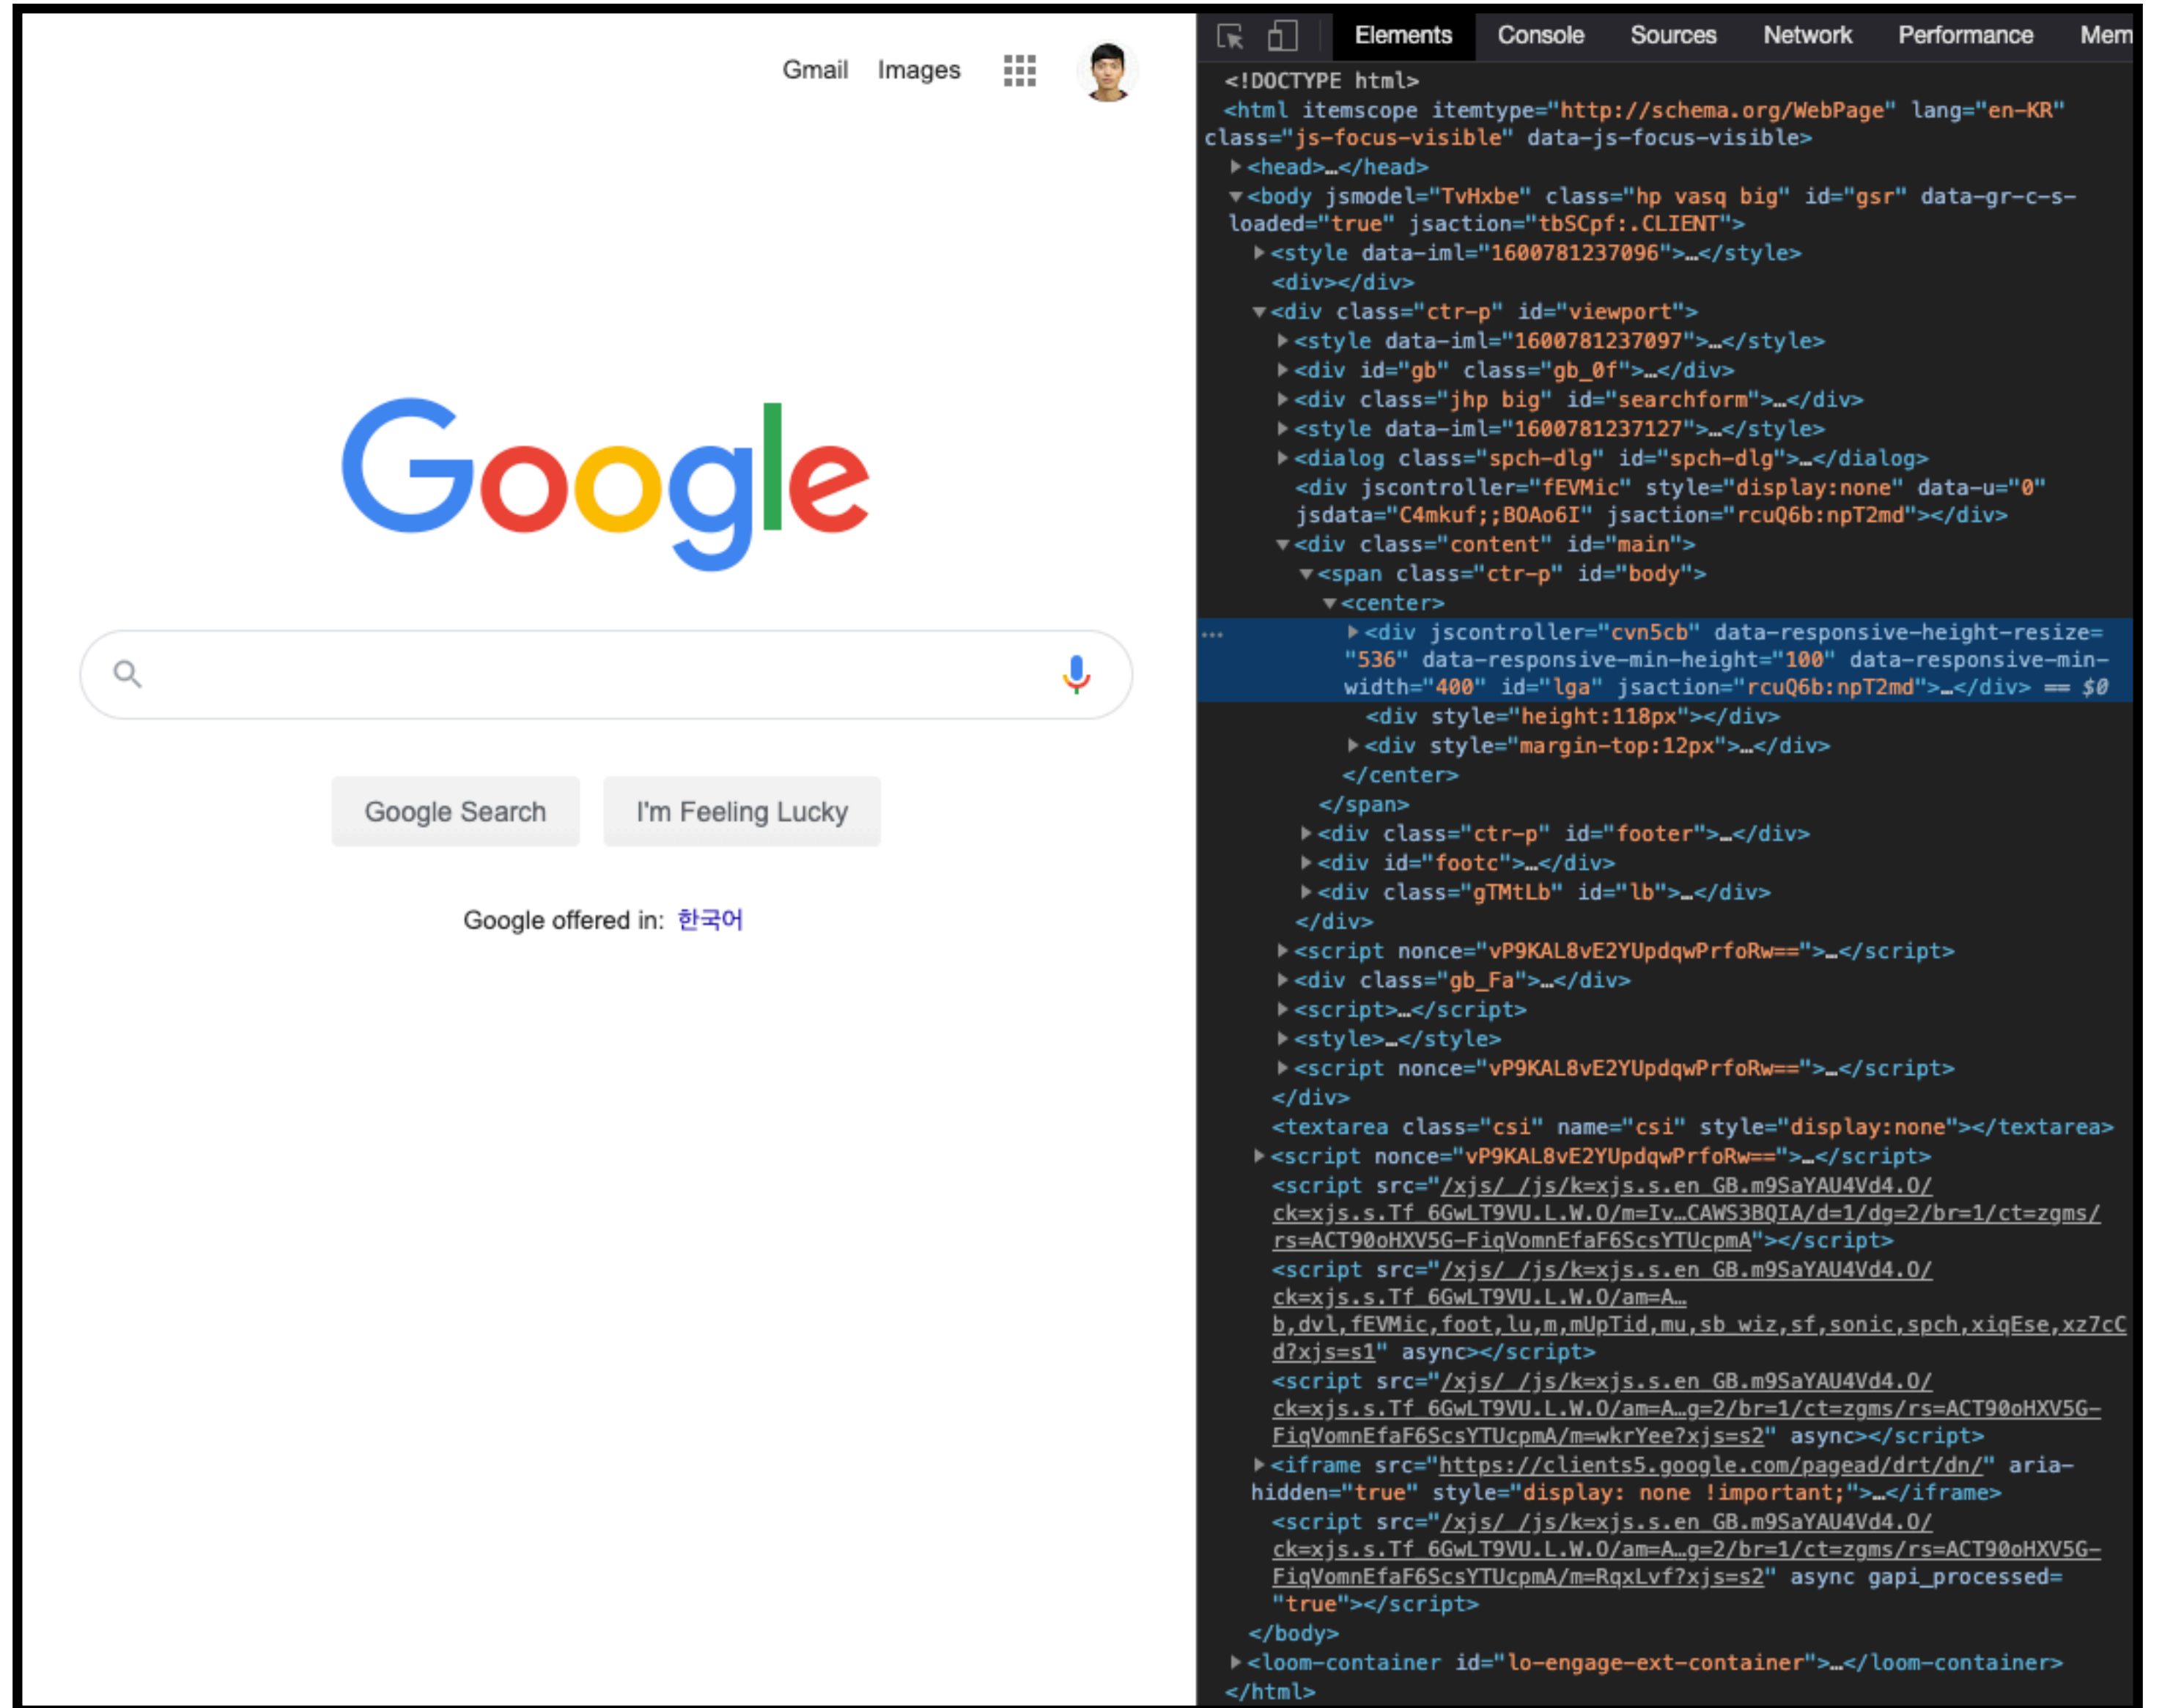 Gmail Images
Google
Google Search I'm Feeling Lucky
Google offered in: 한국어
Elements Console Sources Network Performance Mem
<!DOCTYPE html>
<html itemscope itemtype="http://schema.org/WebPage" lang="en-KR"
class="js-focus-visible" data-js-focus-visible>
<head>…</head>
<body jsmodel="TvHxbe" class="hp vasq big" id="gsr" data-gr-c-s-
loaded="true" jsaction="tbSCpf:.CLIENT">
<style data-iml="1600781237096">…</style>
<div></div>
<div class="ctr-p" id="viewport">
<style data-iml="1600781237097">…</style>
<div id="gb" class="gb_0f">…</div>
<div class="jhp big" id="searchform">…</div>
<style data-iml="1600781237127">…</style>
<dialog class="spch-dlg" id="spch-dlg">…</dialog>
<div jscontroller="fEVMic" style="display:none" data-u="0"
jsdata="C4mkuf;;BOAo6I" jsaction="rcuQ6b:npT2md"></div>
<div class="content" id="main">
<span class="ctr-p" id="body">
<center>
… <div jscontroller="cvn5cb" data-responsive-height-resize=
"536" data-responsive-min-height="100" data-responsive-min-
width="400" id="lga" jsaction="rcuQ6b:npT2md">…</div> == $0
<div style="height:118px"></div>
<div style="margin-top:12px">…</div>
</center>
</span>
<div class="ctr-p" id="footer">…</div>
<div id="footc">…</div>
<div class="gTMtLb" id="lb">…</div>
</div>
<script nonce="vP9KAL8vE2YUpdqwPrfoRw==">…</script>
<div class="gb_Fa">…</div>
<script>…</script>
<style>…</style>
<script nonce="vP9KAL8vE2YUpdqwPrfoRw==">…</script>
</div>
<textarea class="csi" name="csi" style="display:none"></textarea>
<script nonce="vP9KAL8vE2YUpdqwPrfoRw==">…</script>
<script src="/xjs/_/js/k=xjs.s.en_GB.m9SaYAU4Vd4.O/
ck=xjs.s.Tf_6GwLT9VU.L.W.O/m=Iv…CAWS3BQIA/d=1/dg=2/br=1/ct=zgms/
rs=ACT90oHXV5G-FiqVomnEfaF6ScsYTUcpmA"></script>
<script src="/xjs/_/js/k=xjs.s.en_GB.m9SaYAU4Vd4.O/
ck=xjs.s.Tf_6GwLT9VU.L.W.O/am=A…
b,dvl,fEVMic,foot,lu,m,mUpTid,mu,sb_wiz,sf,sonic,spch,xiqEse,xz7cC
d?xjs=s1" async></script>
<script src="/xjs/_/js/k=xjs.s.en_GB.m9SaYAU4Vd4.O/
ck=xjs.s.Tf_6GwLT9VU.L.W.O/am=A…g=2/br=1/ct=zgms/rs=ACT90oHXV5G-
FiqVomnEfaF6ScsYTUcpmA/m=wkrYee?xjs=s2" async></script>
<iframe src="https://clients5.google.com/pagead/drt/dn/" aria-
hidden="true" style="display: none !important;">…</iframe>
<script src="/xjs/_/js/k=xjs.s.en_GB.m9SaYAU4Vd4.O/
ck=xjs.s.Tf_6GwLT9VU.L.W.O/am=A…g=2/br=1/ct=zgms/rs=ACT90oHXV5G-
FiqVomnEfaF6ScsYTUcpmA/m=RqxLvf?xjs=s2" async gapi_processed=
"true"></script>
</body>
<loom-container id="lo-engage-ext-container">…</loom-container>
</html>